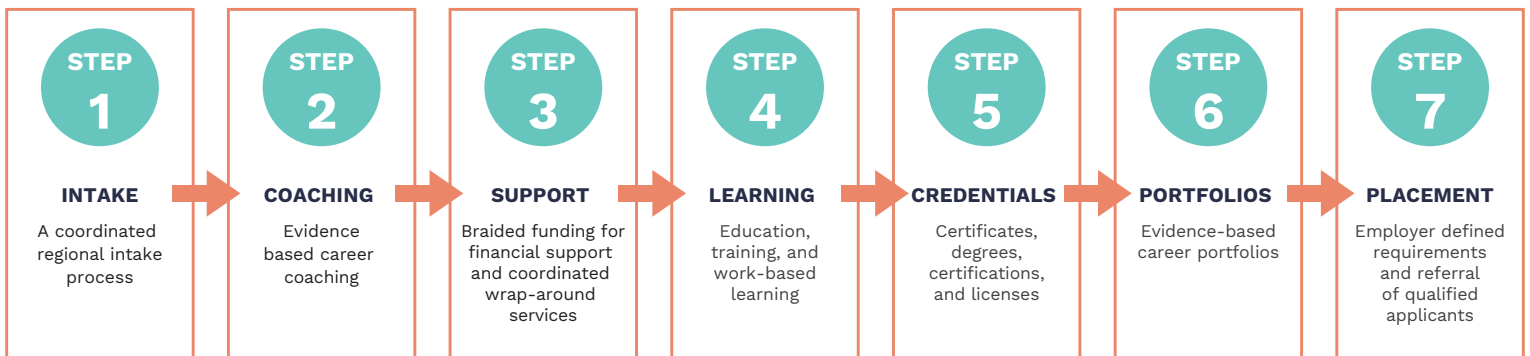 STEP
1
INTAKE
A coordinated
regional intake
process
STEP
2
COACHING
Evidence
based career
coaching
STEP
3
SUPPORT
Braided funding for
financial support
and coordinated
wrap-around
services
STEP
4
LEARNING
Education,
training, and
work-based
learning
STEP
5
CREDENTIALS
Certificates,
degrees,
certifications,
and licenses
STEP
6
PORTFOLIOS
Evidence-based
career portfolios
STEP
7
PLACEMENT
Employer defined
requirements
and referral
of qualified
applicants